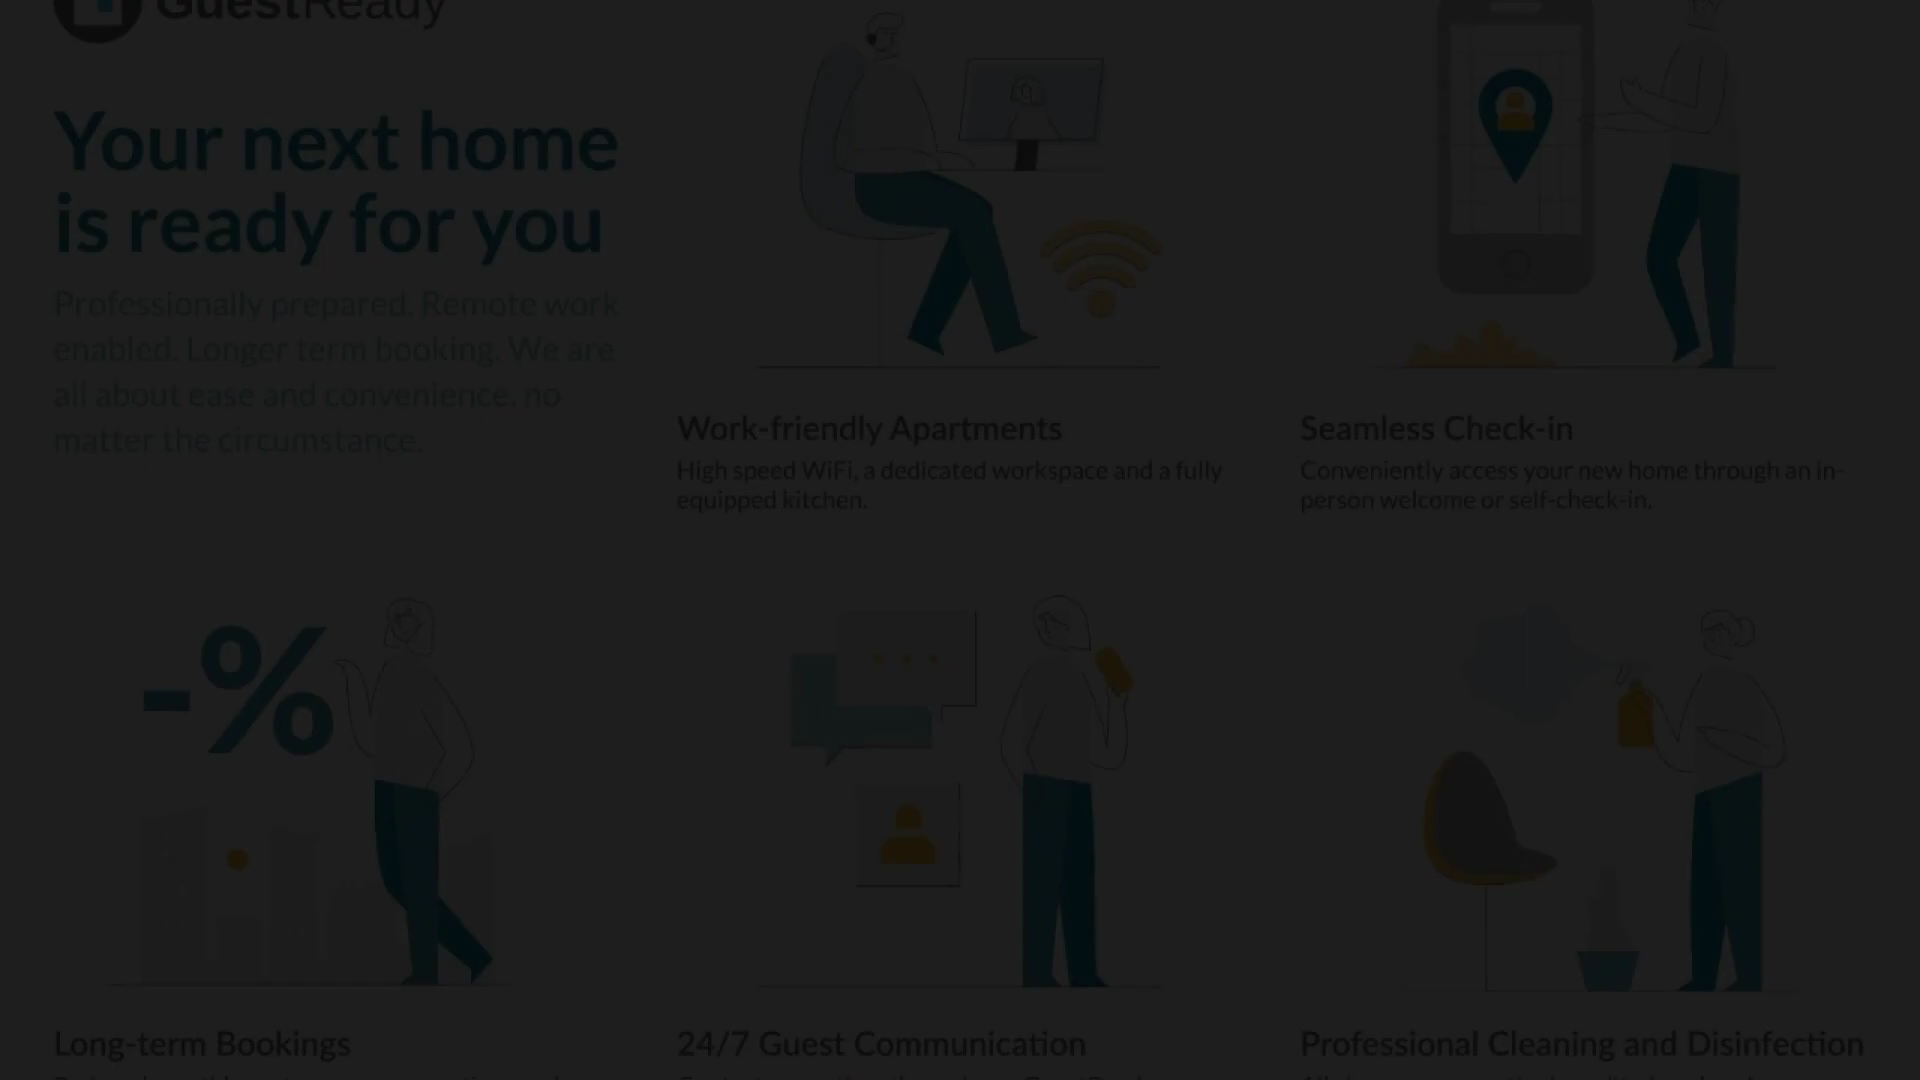 GuestReady
Your next home
is ready for you
Professionally prepared. Remote work
enabled. Longer term booking. We are
all about ease and convenience, no
matter the circumstance.
Work-friendly Apartments
High speed WiFi, a dedicated workspace and a fully
equipped kitchen.
Seamless Check-in
Conveniently access your new home through an in-
person welcome or self-check-in.
-%
Long-term Bookings
24/7 Guest Communication
Professional Cleaning and Disinfection